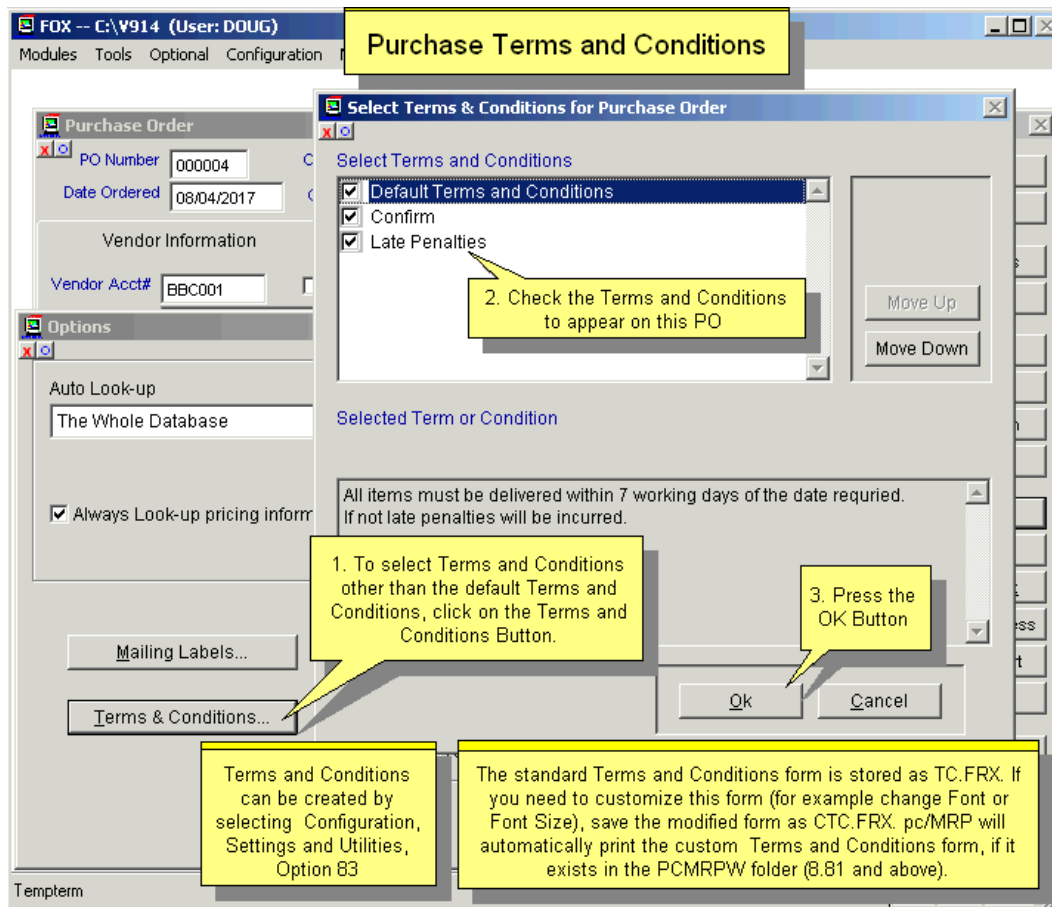 FOX -- C:\V914 (User: DOUG)
Purchase Terms and Conditions
Modules Tools Optional Configuration
Select Terms & Conditions for Purchase Order
Purchase Order
PO Number 000004
Date Ordered 08/04/2017
Vendor Information
Vendor Acct# BBC001
Select Terms and Conditions
Default Terms and Conditions
Confirm
Late Penalties
2. Check the Terms and Conditions
to appear on this PO
Move Up
Move Down
Options
Auto Look-up
The Whole Database
Always Look-up pricing inform
Selected Term or Condition
All items must be delivered within 7 working days of the date requried.
If not late penalties will be incurred.
1. To select Terms and Conditions
other than the default Terms and
Conditions, click on the Terms and
Conditions Button.
3. Press the
OK Button
Mailing Labels...
Terms & Conditions...
Ok
Cancel
ess
Terms and Conditions
can be created by
selecting Configuration,
Settings and Utilities,
Option 83
The standard Terms and Conditions form is stored as TC.FRX. If
you need to customize this form (for example change Font or
Font Size), save the modified form as CTC.FRX. pc/MRP will
automatically print the custom Terms and Conditions form, if it
exists in the PCMRPW folder (8.81 and above).
Tempterm